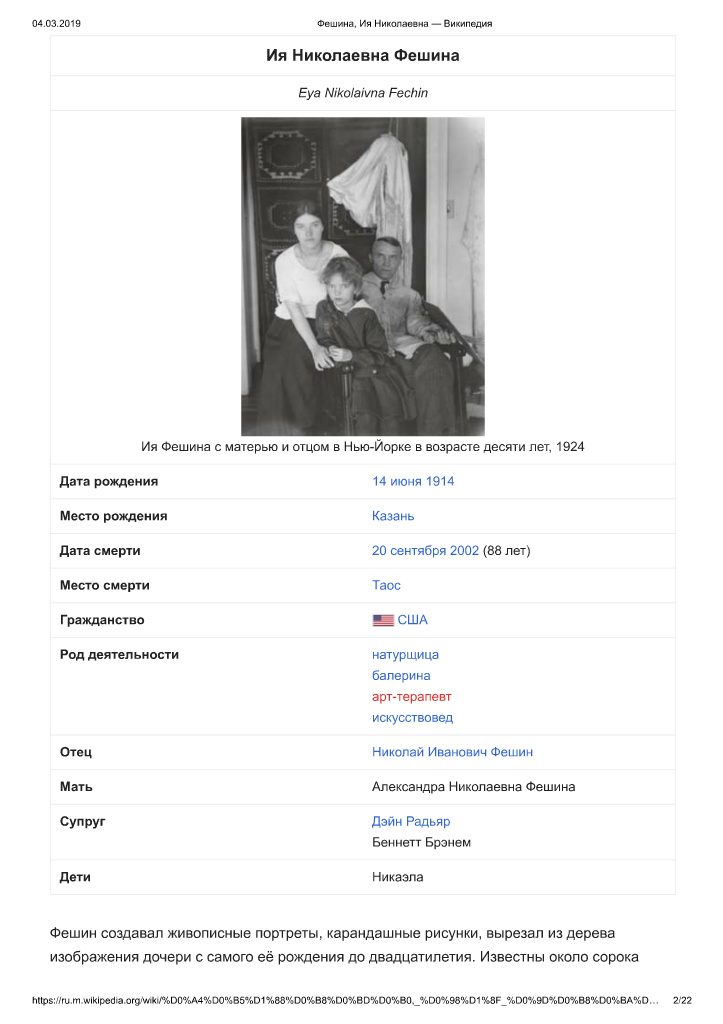 04.03.2019 Фешина, Ия Николаевна — Википедия
Ия Николаевна Фешина
Eya Nikolaivna Fechin
Ия Фешина с матерью и отцом в Нью-Йорке в возрасте десяти лет, 1924
Дата рождения 14 июня 1914
Место рождения Казань
Дата смерти 20 сентября 2002 (88 лет)
Место смерти Таос
Гражданство США
Род деятельности натурщица
балерина
арт-терапевт
искусствовед
Отец Николай Иванович Фешин
Мать Александра Николаевна Фешина
Супруг Дэйн Радьяр
Беннетт Брэнем
Дети Никаэла
Фешин создавал живописные портреты, карандашные рисунки, вырезал из дерева
изображения дочери с самого её рождения до двадцатилетия. Известны около сорока
https://ru.m.wikipedia.org/wiki/%D0%A4%D0%B5%D1%88%D0%B8%D0%BD%D0%B0,_%D0%98%D1%8F_%D0%9D%D0%B8%D0%BA%D… 2/22